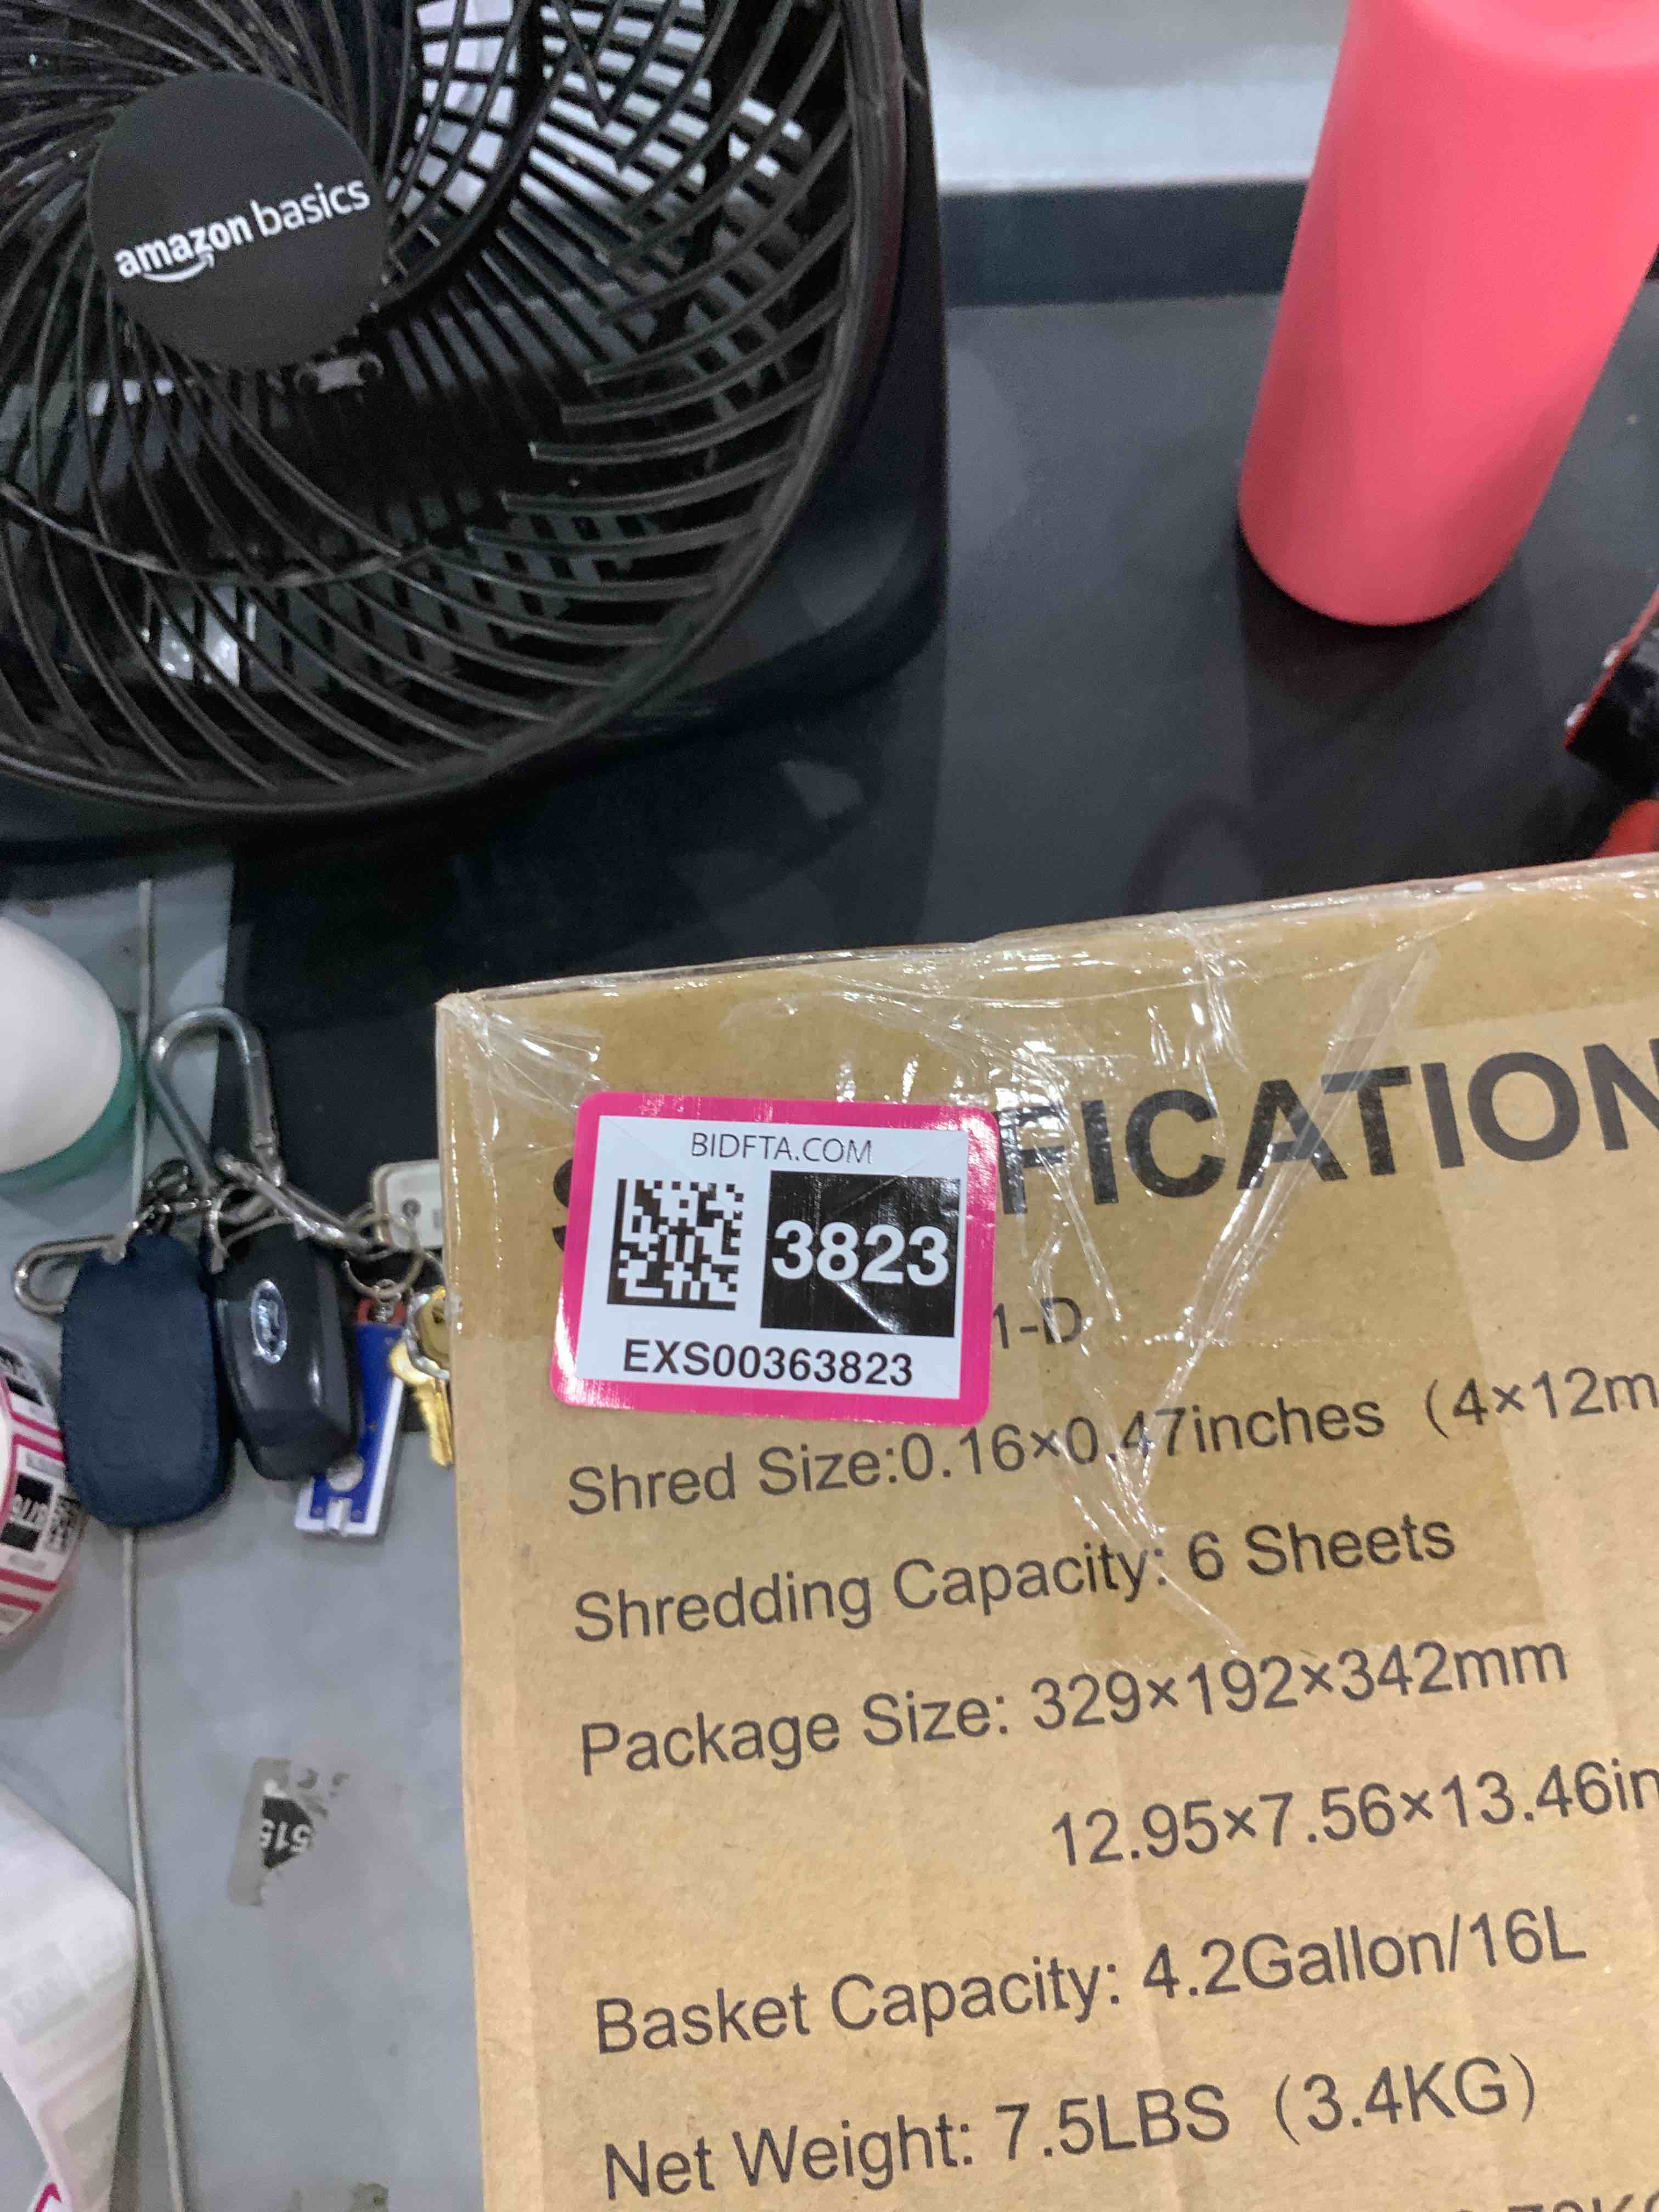 amazon basics
BIDFTA.COM
3823
EXS00363823
FICATION
1-D
Shred Size:0.16×0.47inches（4×12m
Shredding Capacity: 6 Sheets
Package Size: 329×192×342mm
12.95×7.56×13.46in
Basket Capacity: 4.2Gallon/16L
Net Weight: 7.5LBS（3.4KG）
515